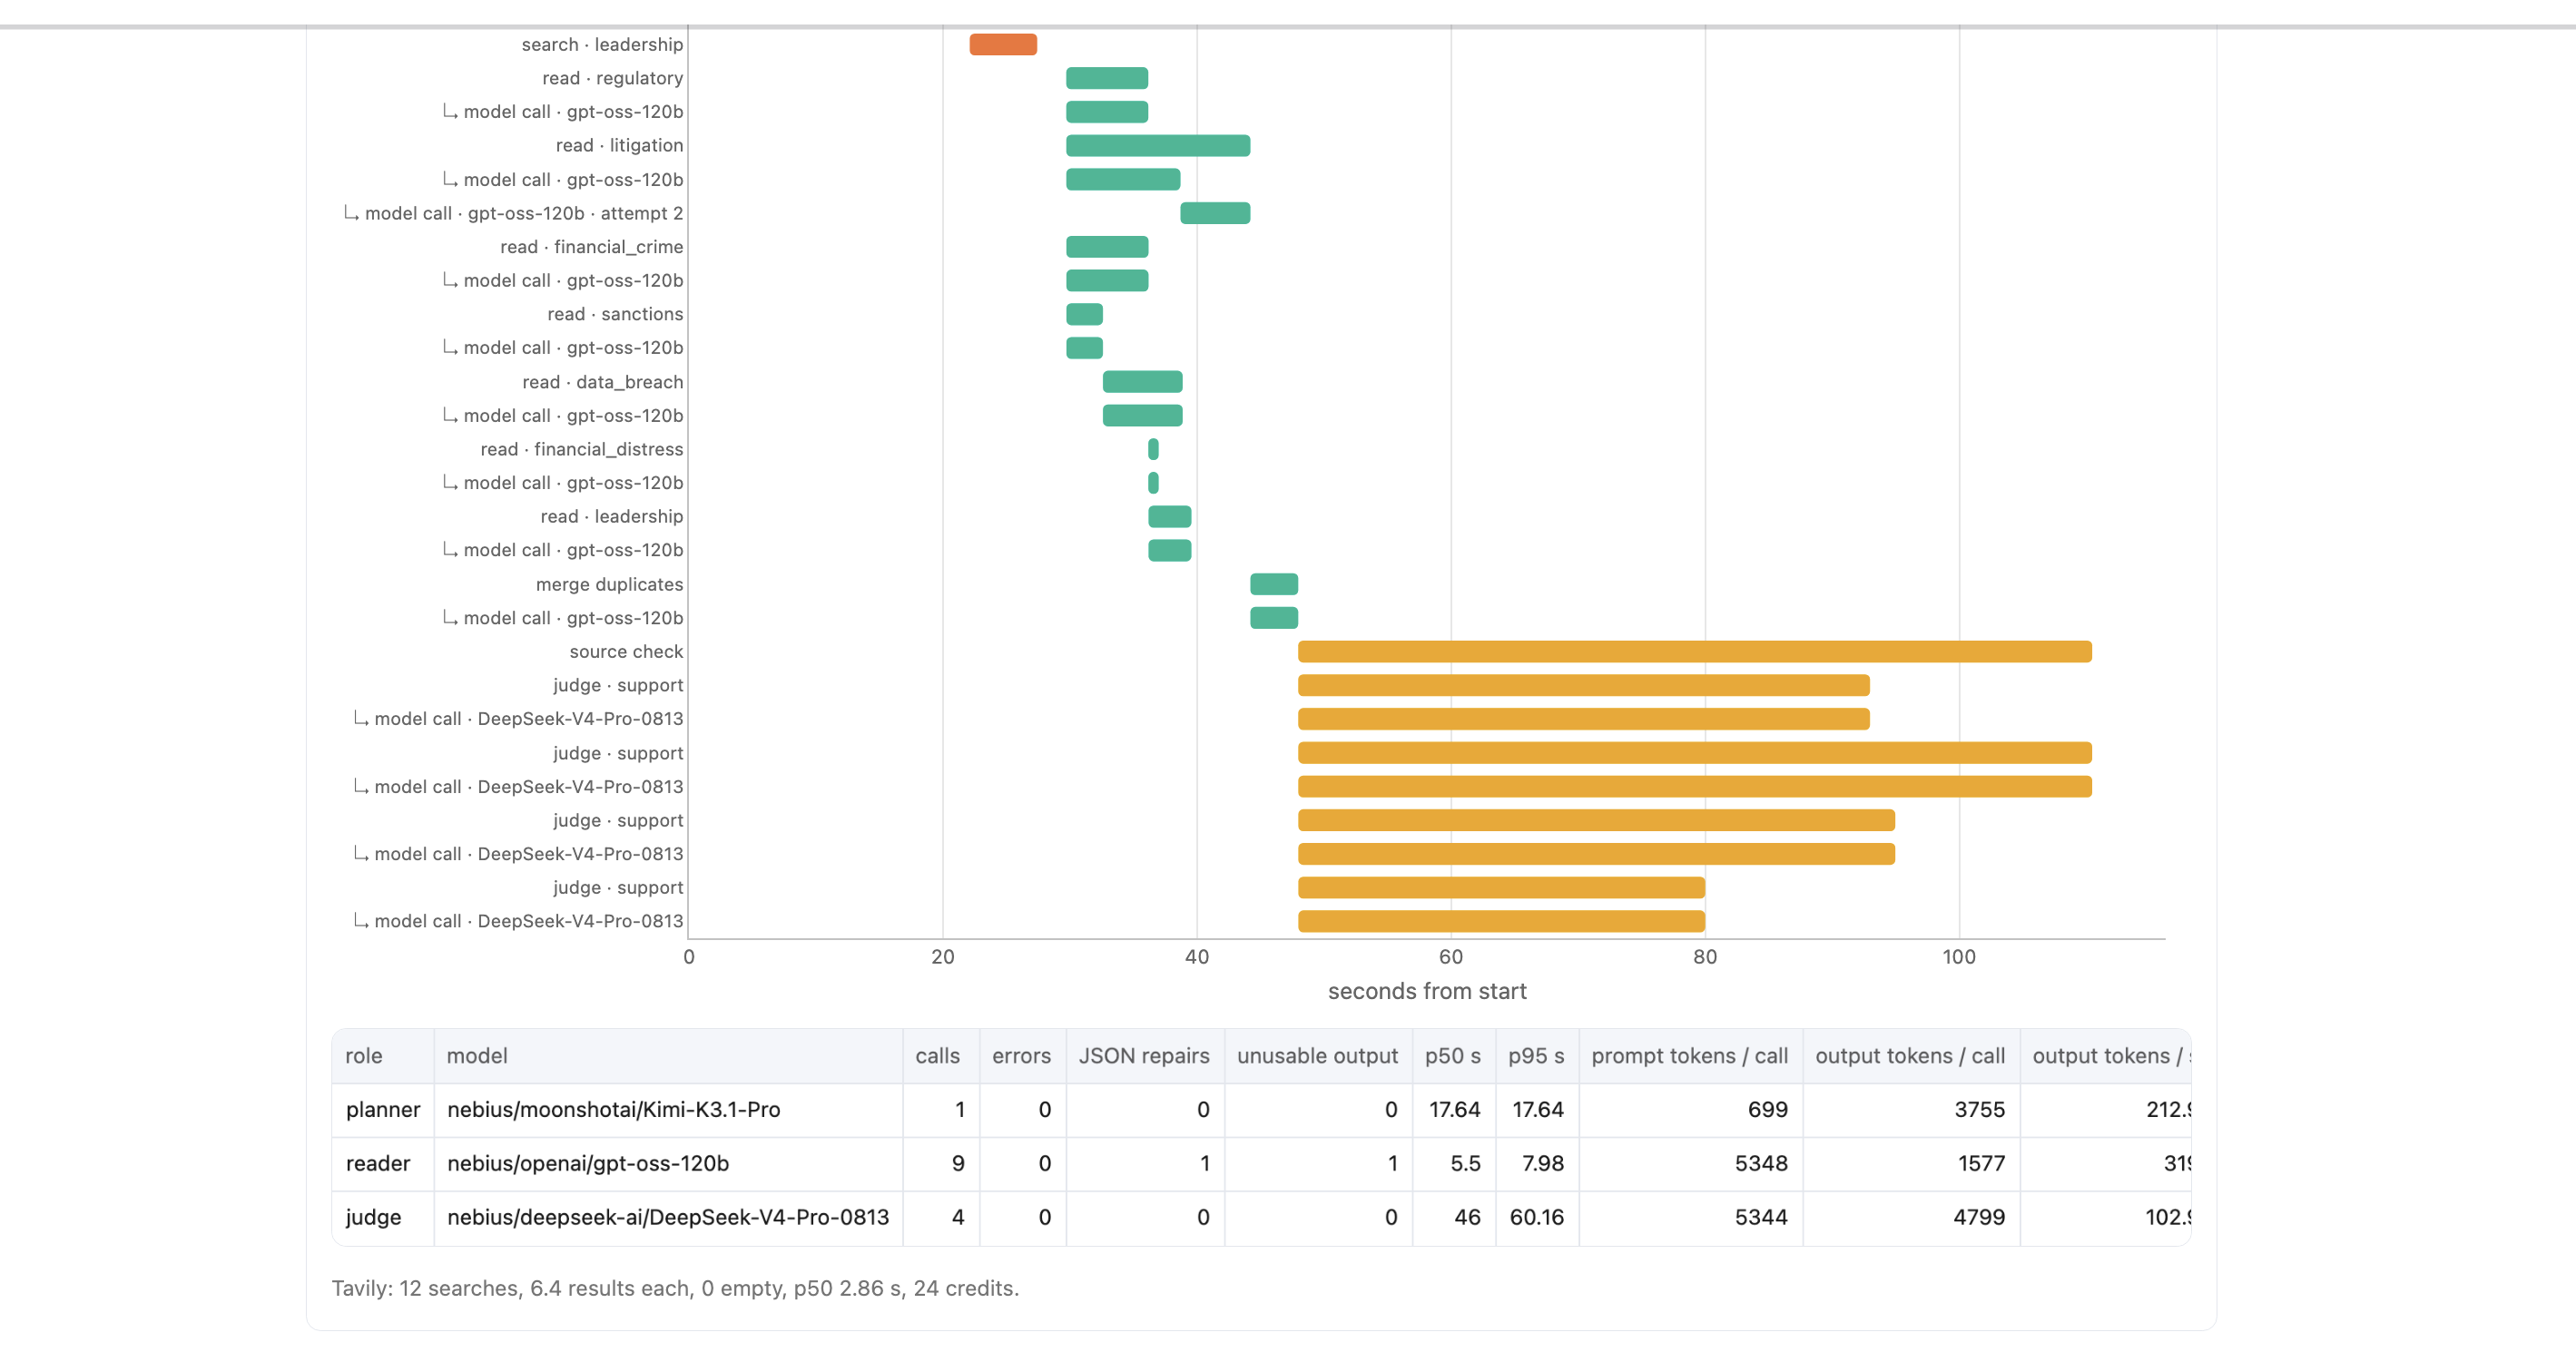 search · leadership
read · regulatory
model call · gpt-oss-120b
read · litigation
model call · gpt-oss-120b
model call · gpt-oss-120b · attempt 2
read · financial_crime
model call · gpt-oss-120b
read · sanctions
model call · gpt-oss-120b
read · data_breach
model call · gpt-oss-120b
read · financial_distress
model call · gpt-oss-120b
read · leadership
model call · gpt-oss-120b
merge duplicates
model call · gpt-oss-120b
source check
judge · support
model call · DeepSeek-V4-Pro-0813
judge · support
model call · DeepSeek-V4-Pro-0813
judge · support
model call · DeepSeek-V4-Pro-0813
judge · support
model call · DeepSeek-V4-Pro-0813
0 20 40 60 80 100
seconds from start
role model calls errors JSON repairs unusable output p50 s p95 s prompt tokens / call output tokens / call output tokens /
planner nebius/moonshotai/Kimi-K3.1-Pro 1 0 0 0 17.64 17.64 699 3755 212.9
reader nebius/openai/gpt-oss-120b 9 0 1 1 5.5 7.98 5348 1577 319
judge nebius/deepseek-ai/DeepSeek-V4-Pro-0813 4 0 0 0 46 60.16 5344 4799 102.9
Tavily: 12 searches, 6.4 results each, 0 empty, p50 2.86 s, 24 credits.